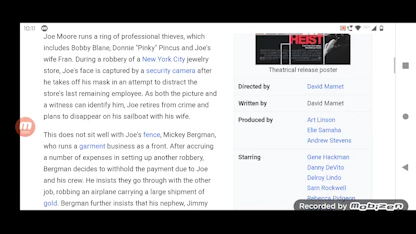 10:11
Joe Moore runs a ring of professional thieves, which
includes Bobby Blane, Donnie "Pinky" Pincus and Joe's
wife Fran. During a robbery of a New York City jewelry
store, Joe's face is captured by a security camera after
he takes off his mask in an attempt to distract the
store's last remaining employee. As both the picture and
a witness can identify him, Joe retires from crime and
plans to disappear on his sailboat with his wife.
This does not sit well with Joe's fence, Mickey Bergman,
who runs a garment business as a front. After accruing
a number of expenses in setting up another robbery,
Bergman decides to withhold the payment due to Joe
and his crew. He insists they go through with the other
job, robbing an airplane carrying a large shipment of
gold. Bergman further insists that his nephew, Jimmy
HEIST
Theatrical release poster
Directed by David Mamet
Written by David Mamet
Produced by Art Linson
Elie Samaha
Andrew Stevens
Starring Gene Hackman
Danny DeVito
Delroy Lindo
Sam Rockwell
Rebecca Pidgeon
Recorded by Mobizen